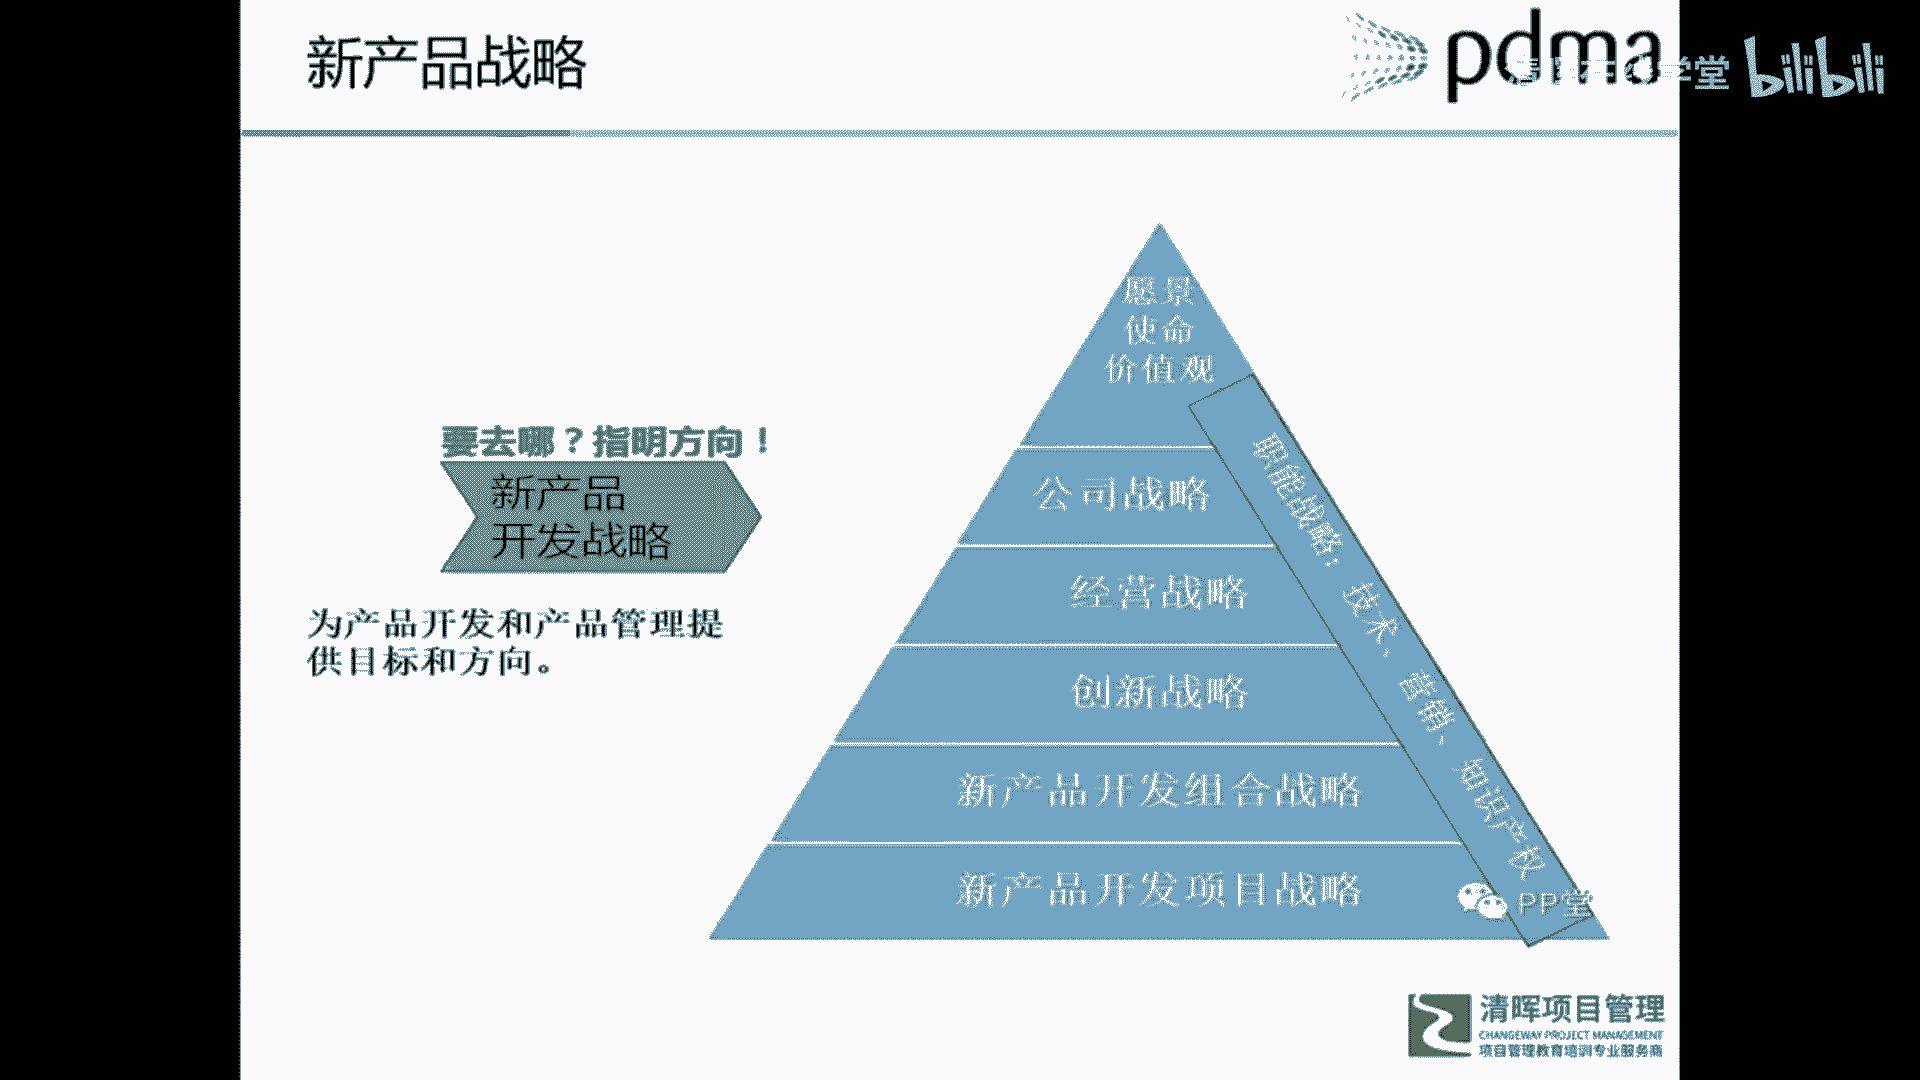 新产品战略
pdma
学堂
bilibili
愿景
使命
价值观
要去哪？指明方向！
新产品
开发战略
为产品开发和产品管理提
供目标和方向。
公司战略
经营战略
创新战略
新产品开发组合战略
新产品开发项目战略
职能战略：技术、营销、知识产权
PP堂
清晖项目管理
CHANGEWAY PROJECT MANAGEMENT
项目管理教育培训专业服务商